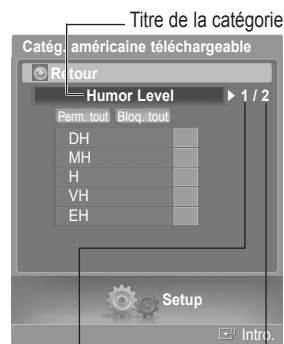 Titre de la catégorie
Catég. américaine téléchargeable
Retour
Humor Level ▶ 1 / 2
Perm. tout Bloq. tout
DH
MH
H
VH
EH
Setup
Intro.